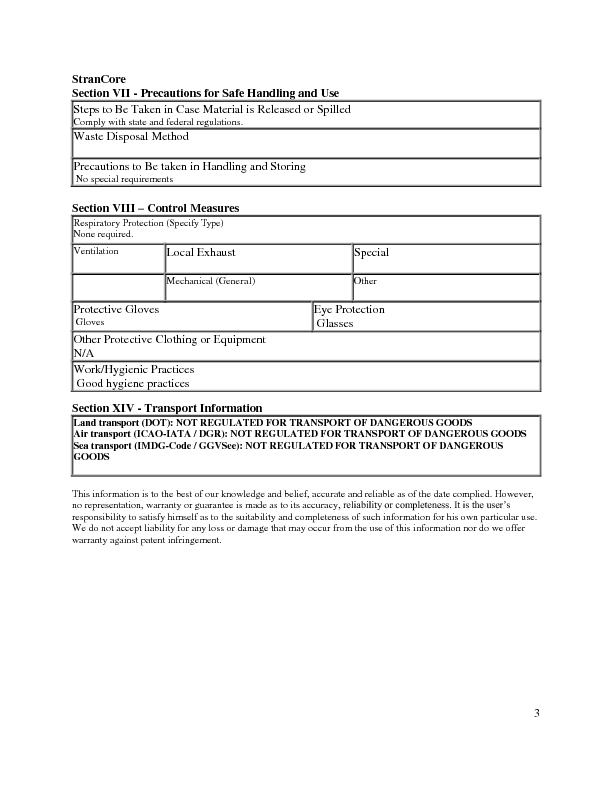 StranCore
Section VII - Precautions for Safe Handling and Use
Steps to Be Taken in Case Material is Released or Spilled
Comply with state and federal regulations.
Waste Disposal Method
Precautions to Be taken in Handling and Storing
No special requirements
Section VIII – Control Measures
Respiratory Protection (Specify Type)
None required.
Ventilation
Local Exhaust
Special
Mechanical (General)
Other
Protective Gloves
Gloves
Eye Protection
Glasses
Other Protective Clothing or Equipment
N/A
Work/Hygienic Practices
Good hygiene practices
Section XIV - Transport Information
Land transport (DOT): NOT REGULATED FOR TRANSPORT OF DANGEROUS GOODS
Air transport (ICAO-IATA / DGR): NOT REGULATED FOR TRANSPORT OF DANGEROUS GOODS
Sea transport (IMDG-Code / GGVSee): NOT REGULATED FOR TRANSPORT OF DANGEROUS
GOODS
This information is to the best of our knowledge and belief, accurate and reliable as of the date complied. However,
no representation, warranty or guarantee is made as to its accuracy, reliability or completeness. It is the user’s
responsibility to satisfy himself as to the suitability and completeness of such information for his own particular use.
We do not accept liability for any loss or damage that may occur from the use of this information nor do we offer
warranty against patent infringement.
3